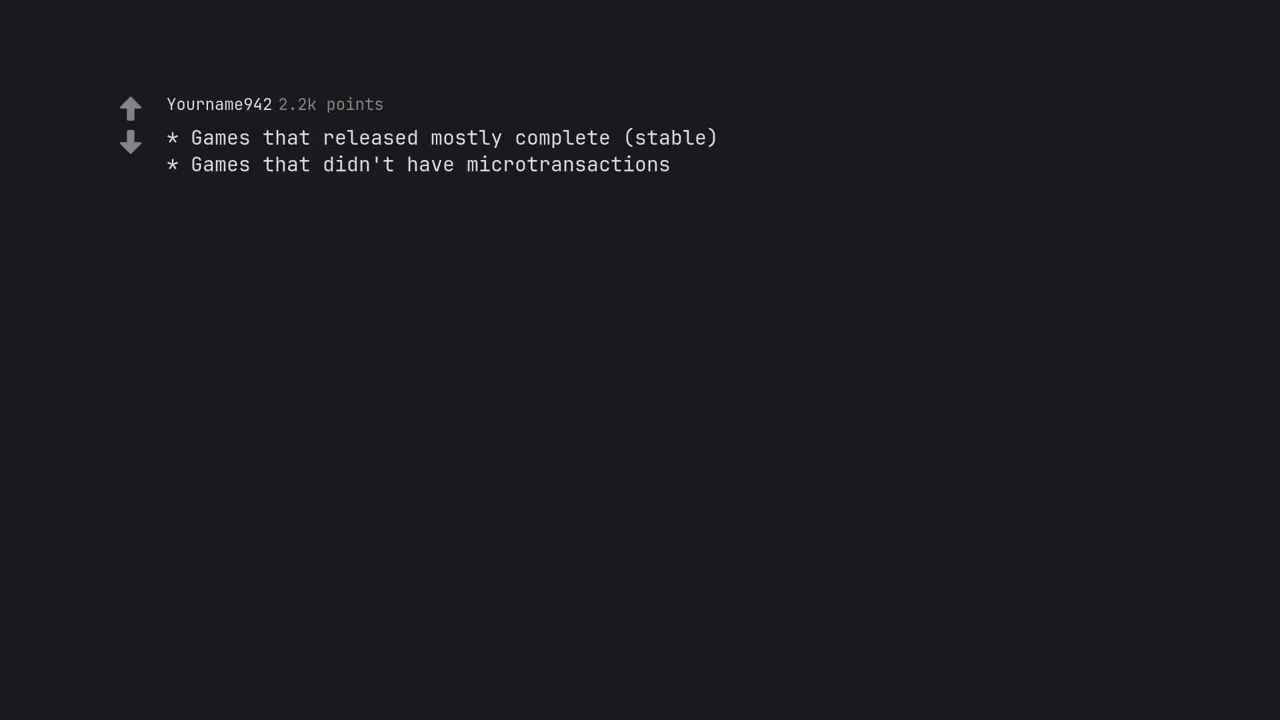 Yourname942 2.2k points
* Games that released mostly complete (stable)
* Games that didn't have microtransactions